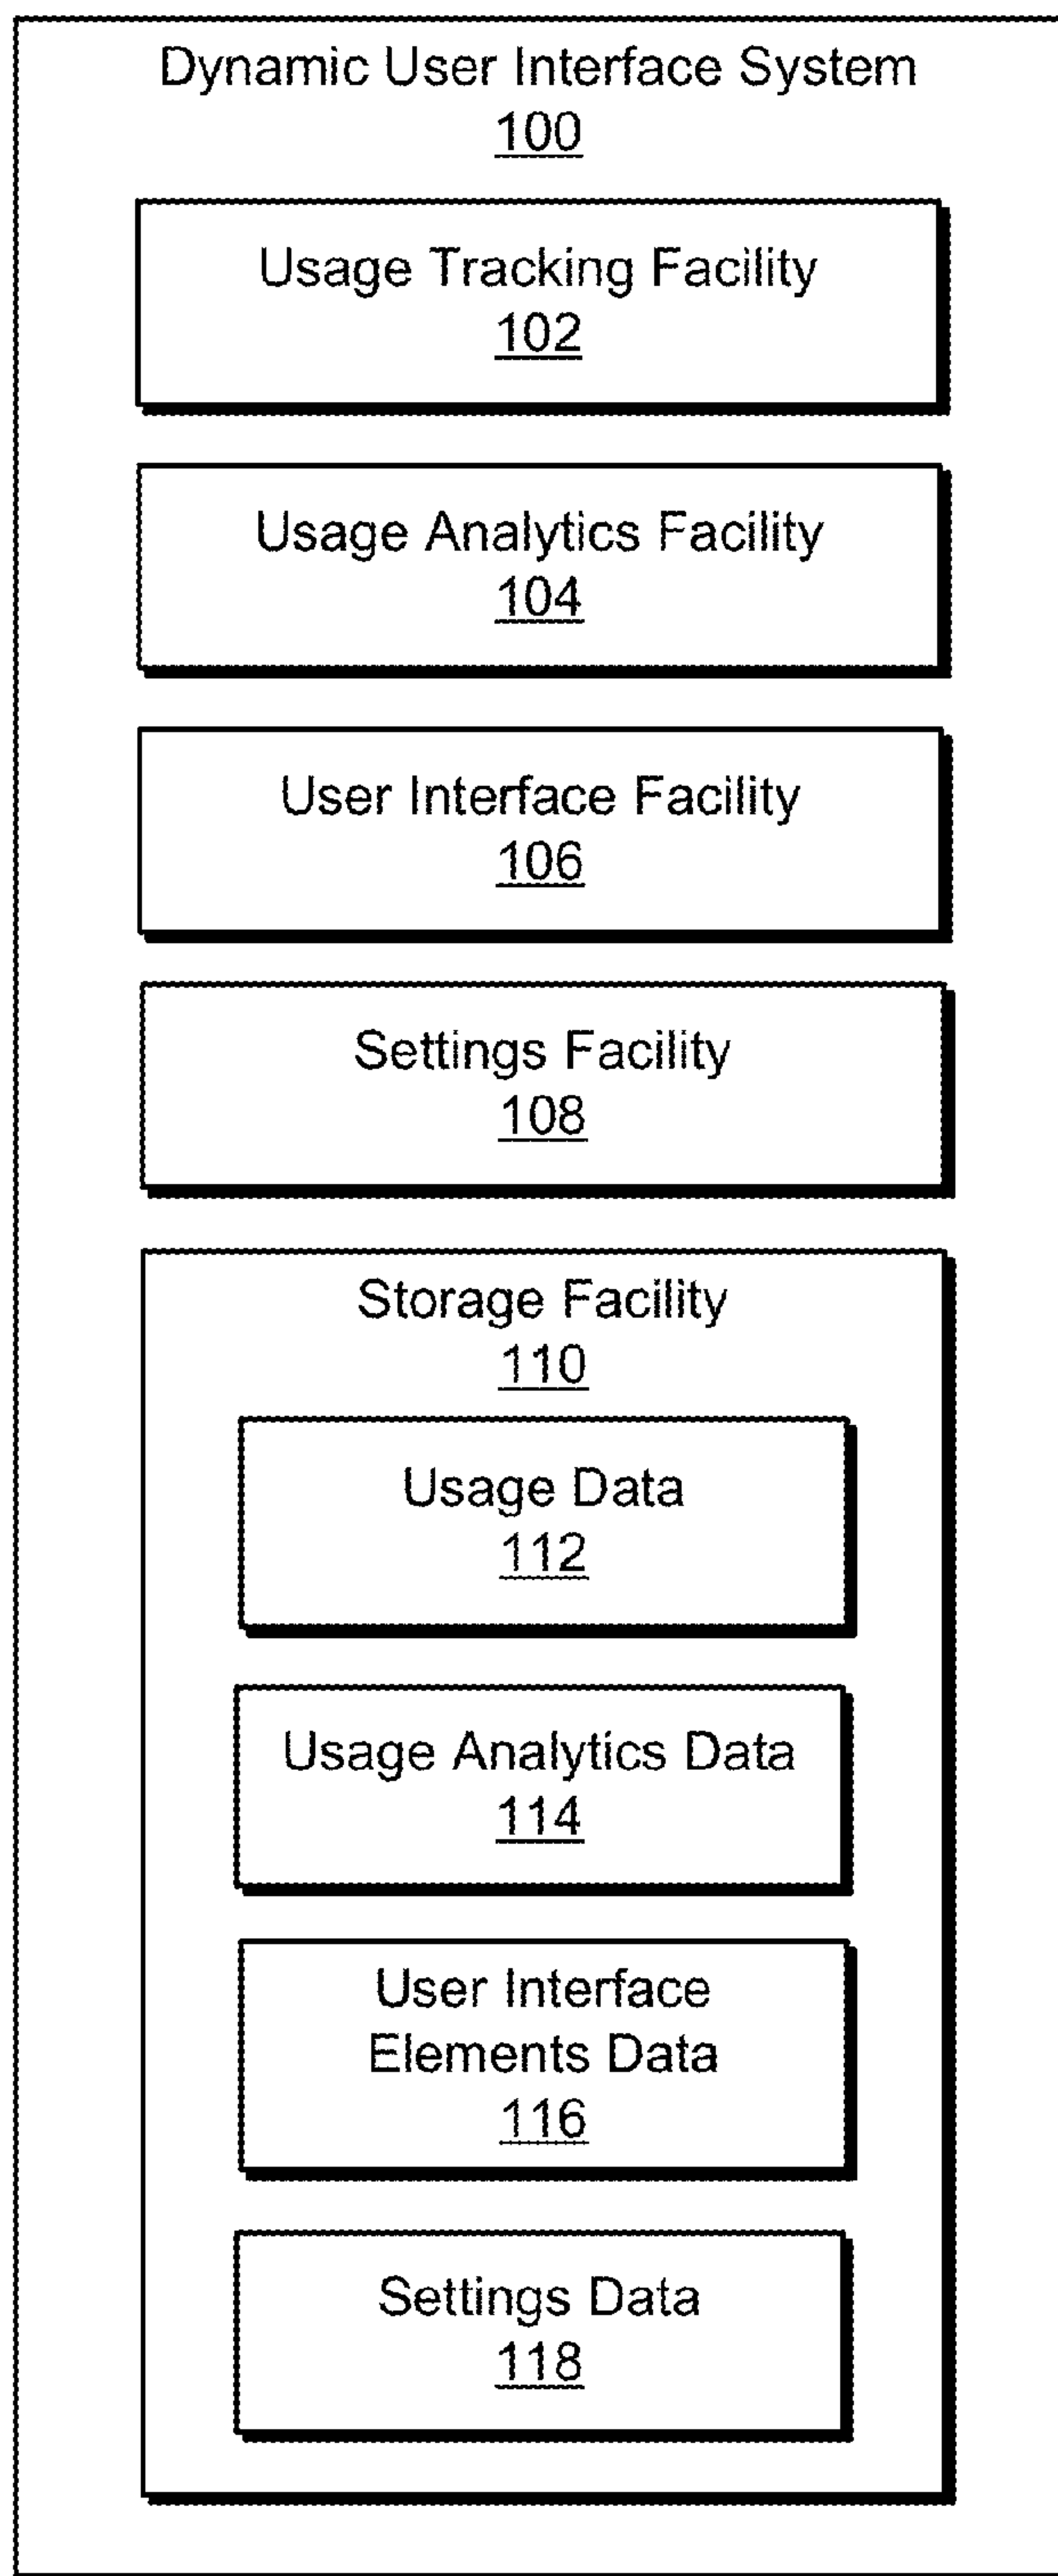 Dynamic User Interface System
100
Usage Tracking Facility
102
Usage Analytics Facility
104
User Interface Facility
106
Settings Facility
108
Storage Facility
110
Usage Data
112
Usage Analytics Data
114
User Interface
Elements Data
116
Settings Data
118